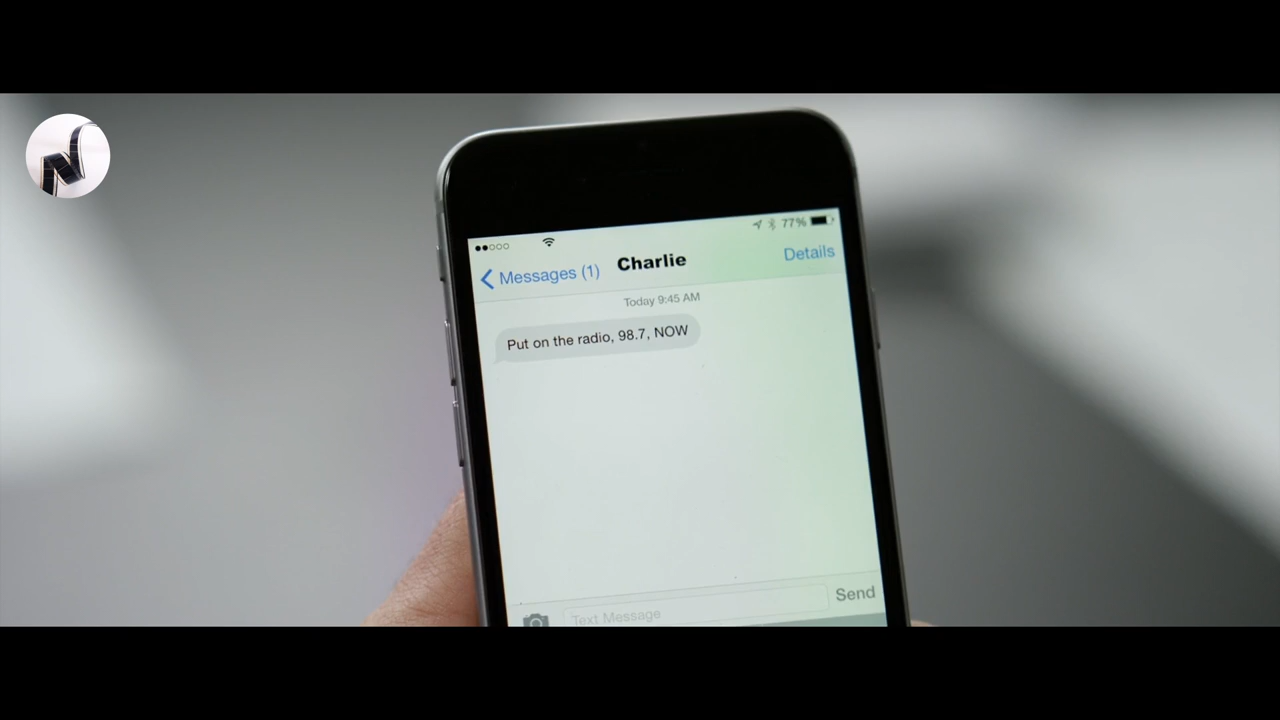 77%
Messages (1)
Charlie
Details
Today 9:45 AM
Put on the radio, 98.7, NOW
Text Message
Send